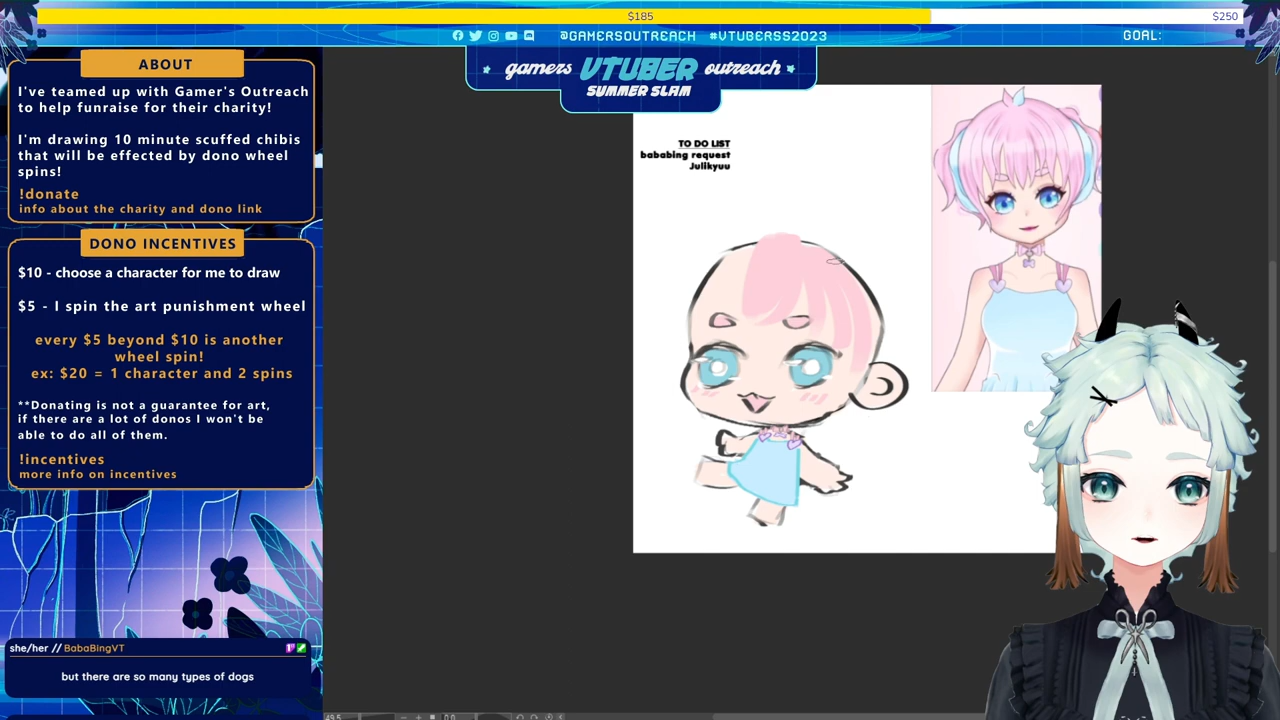 $185
$250
@GAMERSOUTREACH #VTUBERSS2023
GOAL:
gamers VTUBER outreach
SUMMER SLAM
ABOUT
I've teamed up with Gamer's Outreach
to help funraise for their charity!
I'm drawing 10 minute scuffed chibis
that will be effected by dono wheel
spins!
!donate
info about the charity and dono link
DONO INCENTIVES
$10 - choose a character for me to draw
$5 - I spin the art punishment wheel
every $5 beyond $10 is another
wheel spin!
ex: $20 = 1 character and 2 spins
**Donating is not a guarantee for art,
if there are a lot of donos I won't be
able to do all of them.
!incentives
more info on incentives
she/her // BabaBingVT
but there are so many types of dogs
TO DO LIST
bababing request
Julikyuu
49.5
0.0